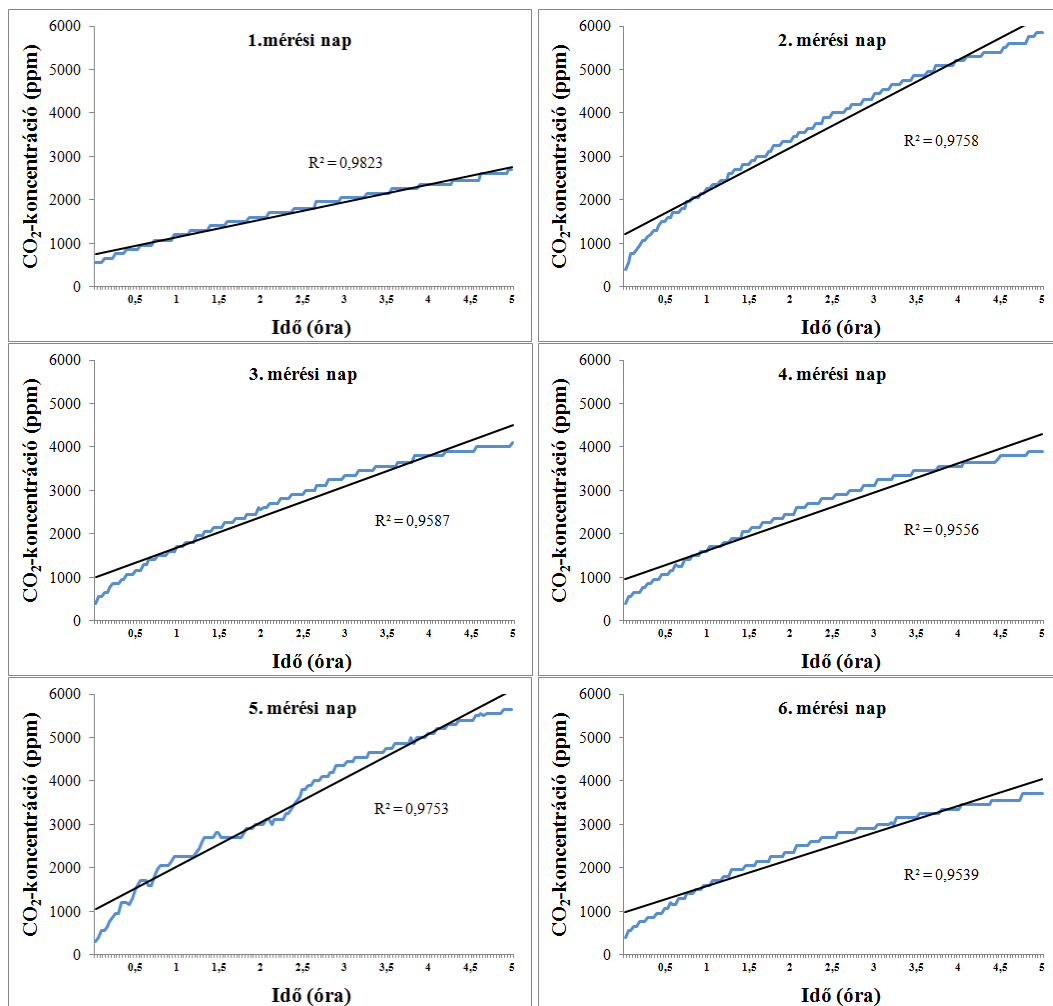 1.mérési nap
CO₂-koncentráció (ppm)
6000
5000
4000
3000
2000
1000
0
R² = 0,9823
0,5 1 1,5 2 2,5 3 3,5 4 4,5 5
Idő (óra)
2. mérési nap
CO₂-koncentráció (ppm)
6000
5000
4000
3000
2000
1000
0
R² = 0,9758
0,5 1 1,5 2 2,5 3 3,5 4 4,5 5
Idő (óra)
3. mérési nap
CO₂-koncentráció (ppm)
6000
5000
4000
3000
2000
1000
0
R² = 0,9587
0,5 1 1,5 2 2,5 3 3,5 4 4,5 5
Idő (óra)
4. mérési nap
CO₂-koncentráció (ppm)
6000
5000
4000
3000
2000
1000
0
R² = 0,9556
0,5 1 1,5 2 2,5 3 3,5 4 4,5 5
Idő (óra)
5. mérési nap
CO₂-koncentráció (ppm)
6000
5000
4000
3000
2000
1000
0
R² = 0,9753
0,5 1 1,5 2 2,5 3 3,5 4 4,5 5
Idő (óra)
6. mérési nap
CO₂-koncentráció (ppm)
6000
5000
4000
3000
2000
1000
0
R² = 0,9539
0,5 1 1,5 2 2,5 3 3,5 4 4,5 5
Idő (óra)